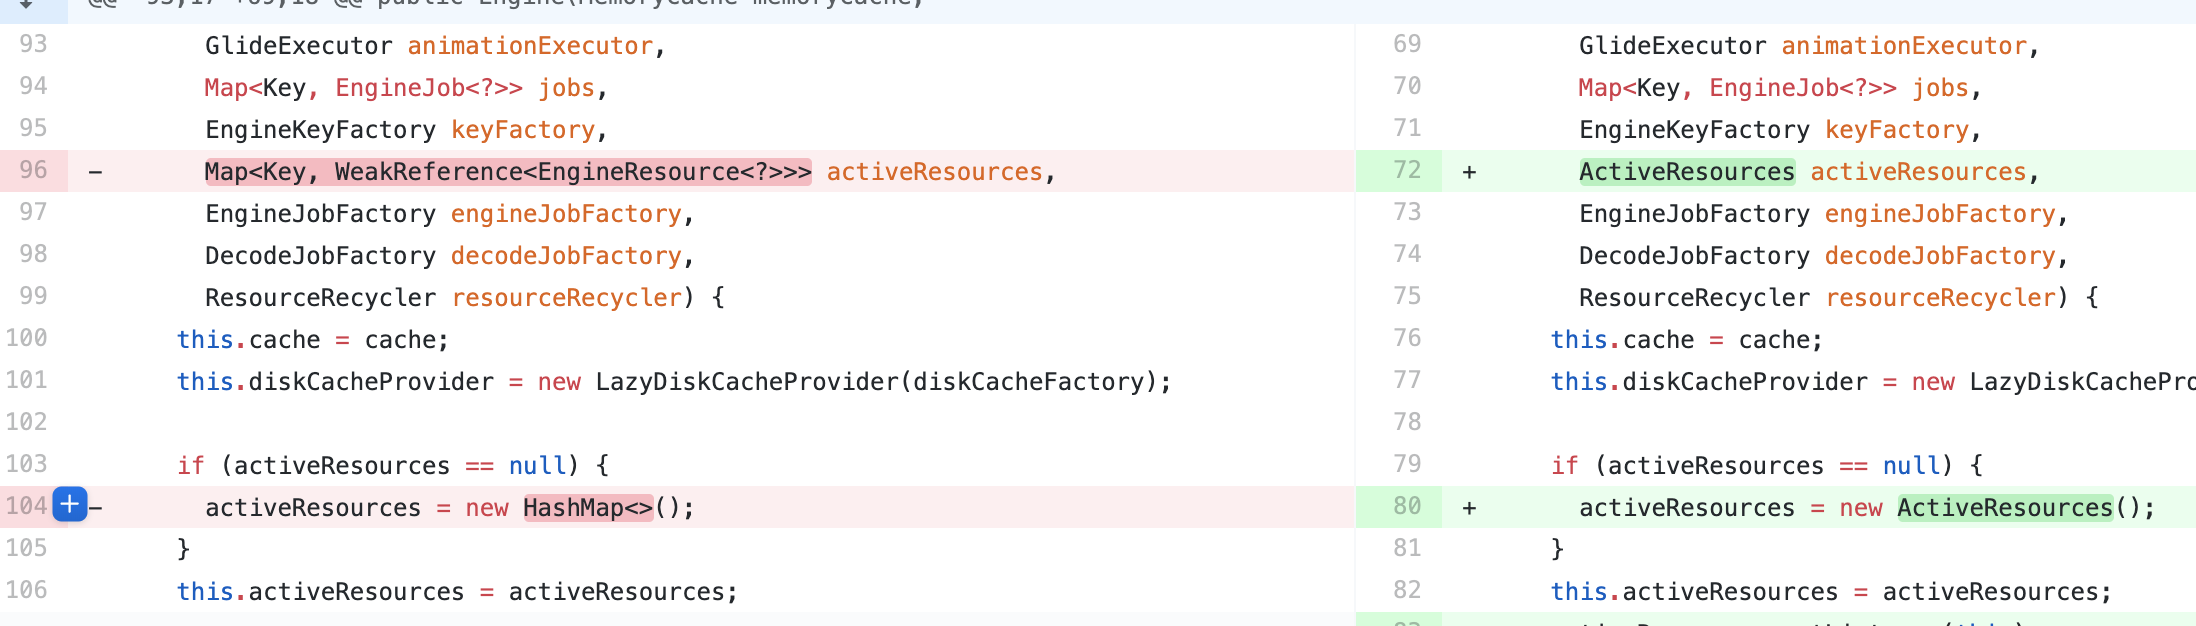 @@ -93,17 +69,18 @@ public Engine(MemoryCache memoryCache,
93 GlideExecutor animationExecutor,
94 Map<Key, EngineJob<?>> jobs,
95 EngineKeyFactory keyFactory,
96 - Map<Key, WeakReference<EngineResource<?>>> activeResources,
97 EngineJobFactory engineJobFactory,
98 DecodeJobFactory decodeJobFactory,
99 ResourceRecycler resourceRecycler) {
100 this.cache = cache;
101 this.diskCacheProvider = new LazyDiskCacheProvider(diskCacheFactory);
102
103 if (activeResources == null) {
104 - activeResources = new HashMap<>();
105 }
106 this.activeResources = activeResources;
69 GlideExecutor animationExecutor,
70 Map<Key, EngineJob<?>> jobs,
71 EngineKeyFactory keyFactory,
72 + ActiveResources activeResources,
73 EngineJobFactory engineJobFactory,
74 DecodeJobFactory decodeJobFactory,
75 ResourceRecycler resourceRecycler) {
76 this.cache = cache;
77 this.diskCacheProvider = new LazyDiskCachePro
78
79 if (activeResources == null) {
80 + activeResources = new ActiveResources();
81 }
82 this.activeResources = activeResources;